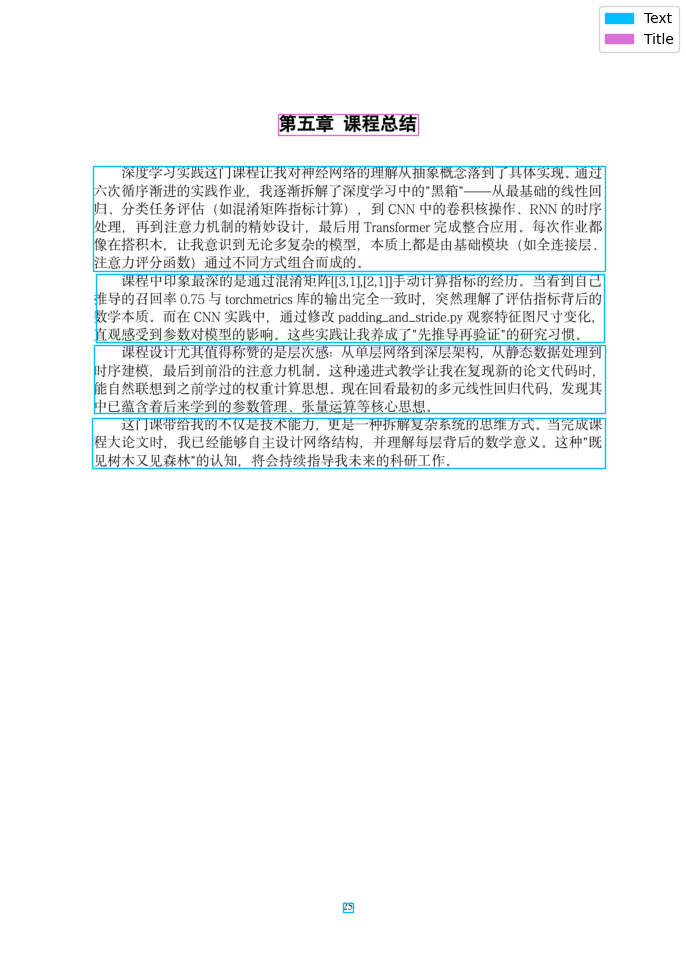 Text
Title
第五章 课程总结
深度学习实践这门课程让我对神经网络的理解从抽象概念落到了具体实现。通过
六次循序渐进的实践作业，我逐渐拆解了深度学习中的"黑箱"——从最基础的线性回
归、分类任务评估（如混淆矩阵指标计算），到 CNN 中的卷积核操作、RNN 的时序
处理，再到注意力机制的精妙设计，最后用 Transformer 完成整合应用。每次作业都
像在搭积木，让我意识到无论多复杂的模型，本质上都是由基础模块（如全连接层、
注意力评分函数）通过不同方式组合而成的。
课程中印象最深的是通过混淆矩阵[[3,1],[2,1]]手动计算指标的经历。当看到自己
推导的召回率 0.75 与 torchmetrics 库的输出完全一致时，突然理解了评估指标背后的
数学本质。而在 CNN 实践中，通过修改 padding_and_stride.py 观察特征图尺寸变化，
直观感受到参数对模型的影响。这些实践让我养成了"先推导再验证"的研究习惯。
课程设计尤其值得称赞的是层次感：从单层网络到深层架构，从静态数据处理到
时序建模，最后到前沿的注意力机制。这种递进式教学让我在复现新的论文代码时，
能自然联想到之前学过的权重计算思想。现在回看最初的多元线性回归代码，发现其
中已蕴含着后来学到的参数管理、张量运算等核心思想。
这门课带给我的不仅是技术能力，更是一种拆解复杂系统的思维方式。当完成课
程大论文时，我已经能够自主设计网络结构，并理解每层背后的数学意义。这种"既
见树木又见森林"的认知，将会持续指导我未来的科研工作。
25